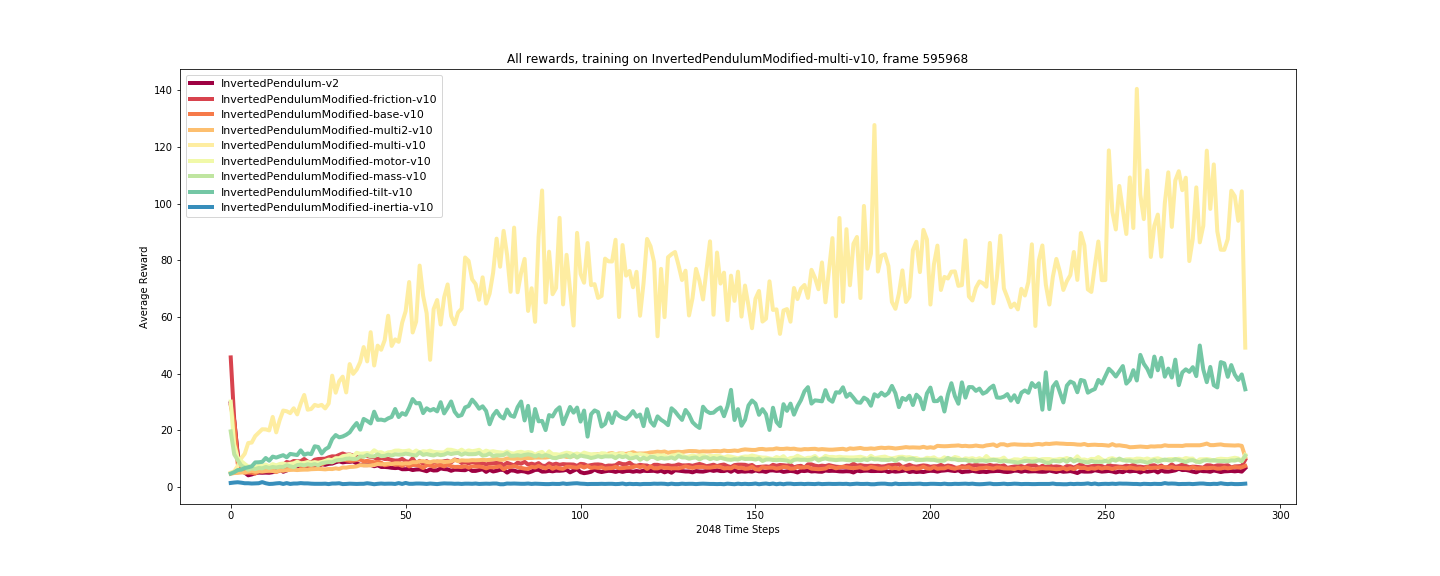 All rewards, training on InvertedPendulumModified-multi-v10, frame 595968
InvertedPendulum-v2
InvertedPendulumModified-friction-v10
InvertedPendulumModified-base-v10
InvertedPendulumModified-multi2-v10
InvertedPendulumModified-multi-v10
InvertedPendulumModified-motor-v10
InvertedPendulumModified-mass-v10
InvertedPendulumModified-tilt-v10
InvertedPendulumModified-inertia-v10
Average Reward
140
120
100
80
60
40
20
0
0 50 100 150 200 250 300
2048 Time Steps